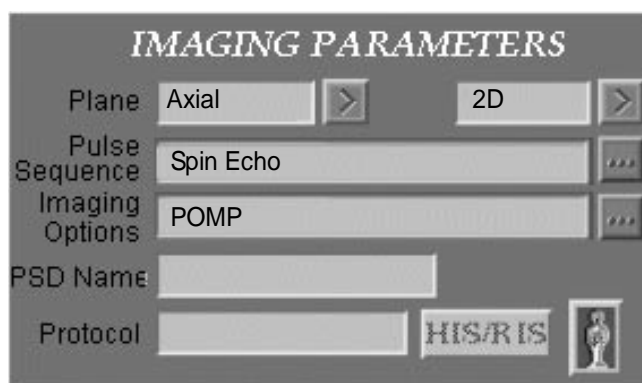 IMAGING PARAMETERS
Plane Axial > 2D >
Pulse Sequence Spin Echo ...
Imaging Options POMP ...
PSD Name
Protocol HIS/RIS